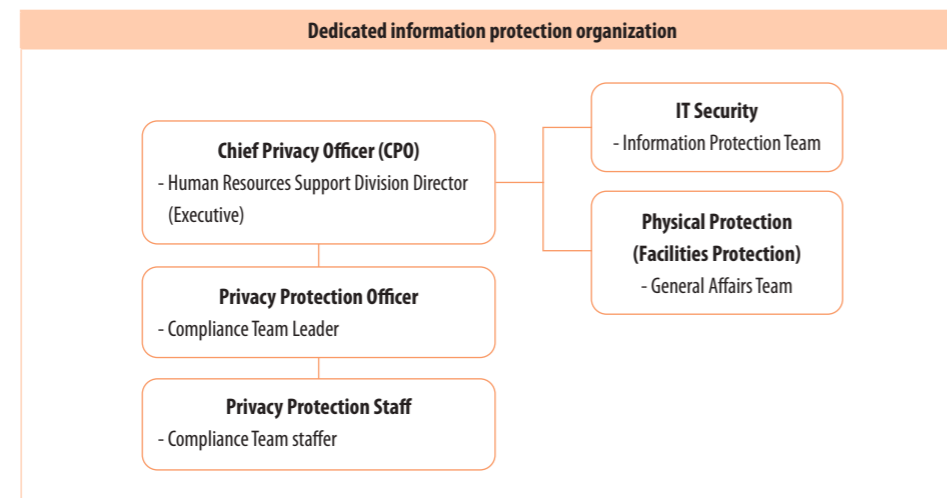 Dedicated information protection organization
Chief Privacy Officer (CPO)
- Human Resources Support Division Director
(Executive)
Privacy Protection Officer
- Compliance Team Leader
Privacy Protection Staff
- Compliance Team staffer
IT Security
- Information Protection Team
Physical Protection
(Facilities Protection)
- General Affairs Team